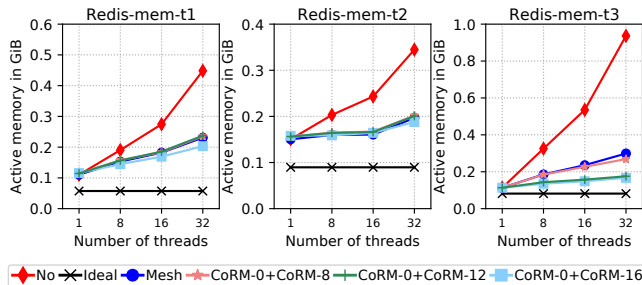 Redis-mem-t1
Active memory in GiB
0.6
0.5
0.4
0.3
0.2
0.1
0.0
1 8 16 32
Number of threads
Redis-mem-t2
Active memory in GiB
0.4
0.3
0.2
0.1
0.0
1 8 16 32
Number of threads
Redis-mem-t3
Active memory in GiB
1.0
0.8
0.6
0.4
0.2
0.0
1 8 16 32
Number of threads
No Ideal Mesh CoRM-0+CoRM-8 CoRM-0+CoRM-12 CoRM-0+CoRM-16